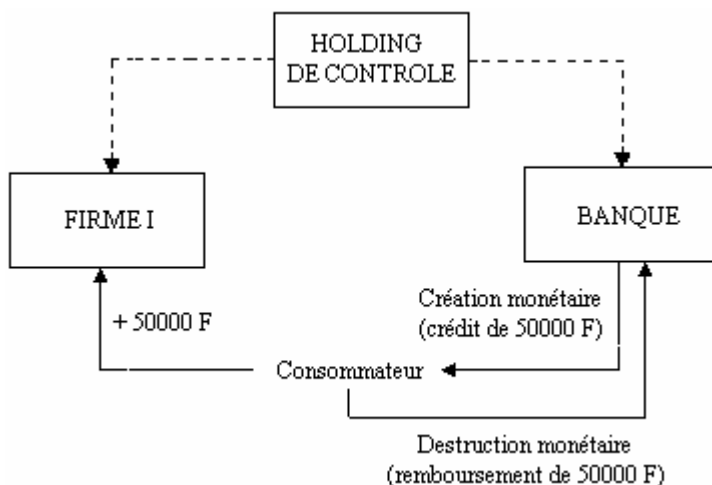 HOLDING
DE CONTROLE
FIRME I
BANQUE
+ 50000 F
Création monétaire
(crédit de 50000 F)
Consommateur
Destruction monétaire
(remboursement de 50000 F)